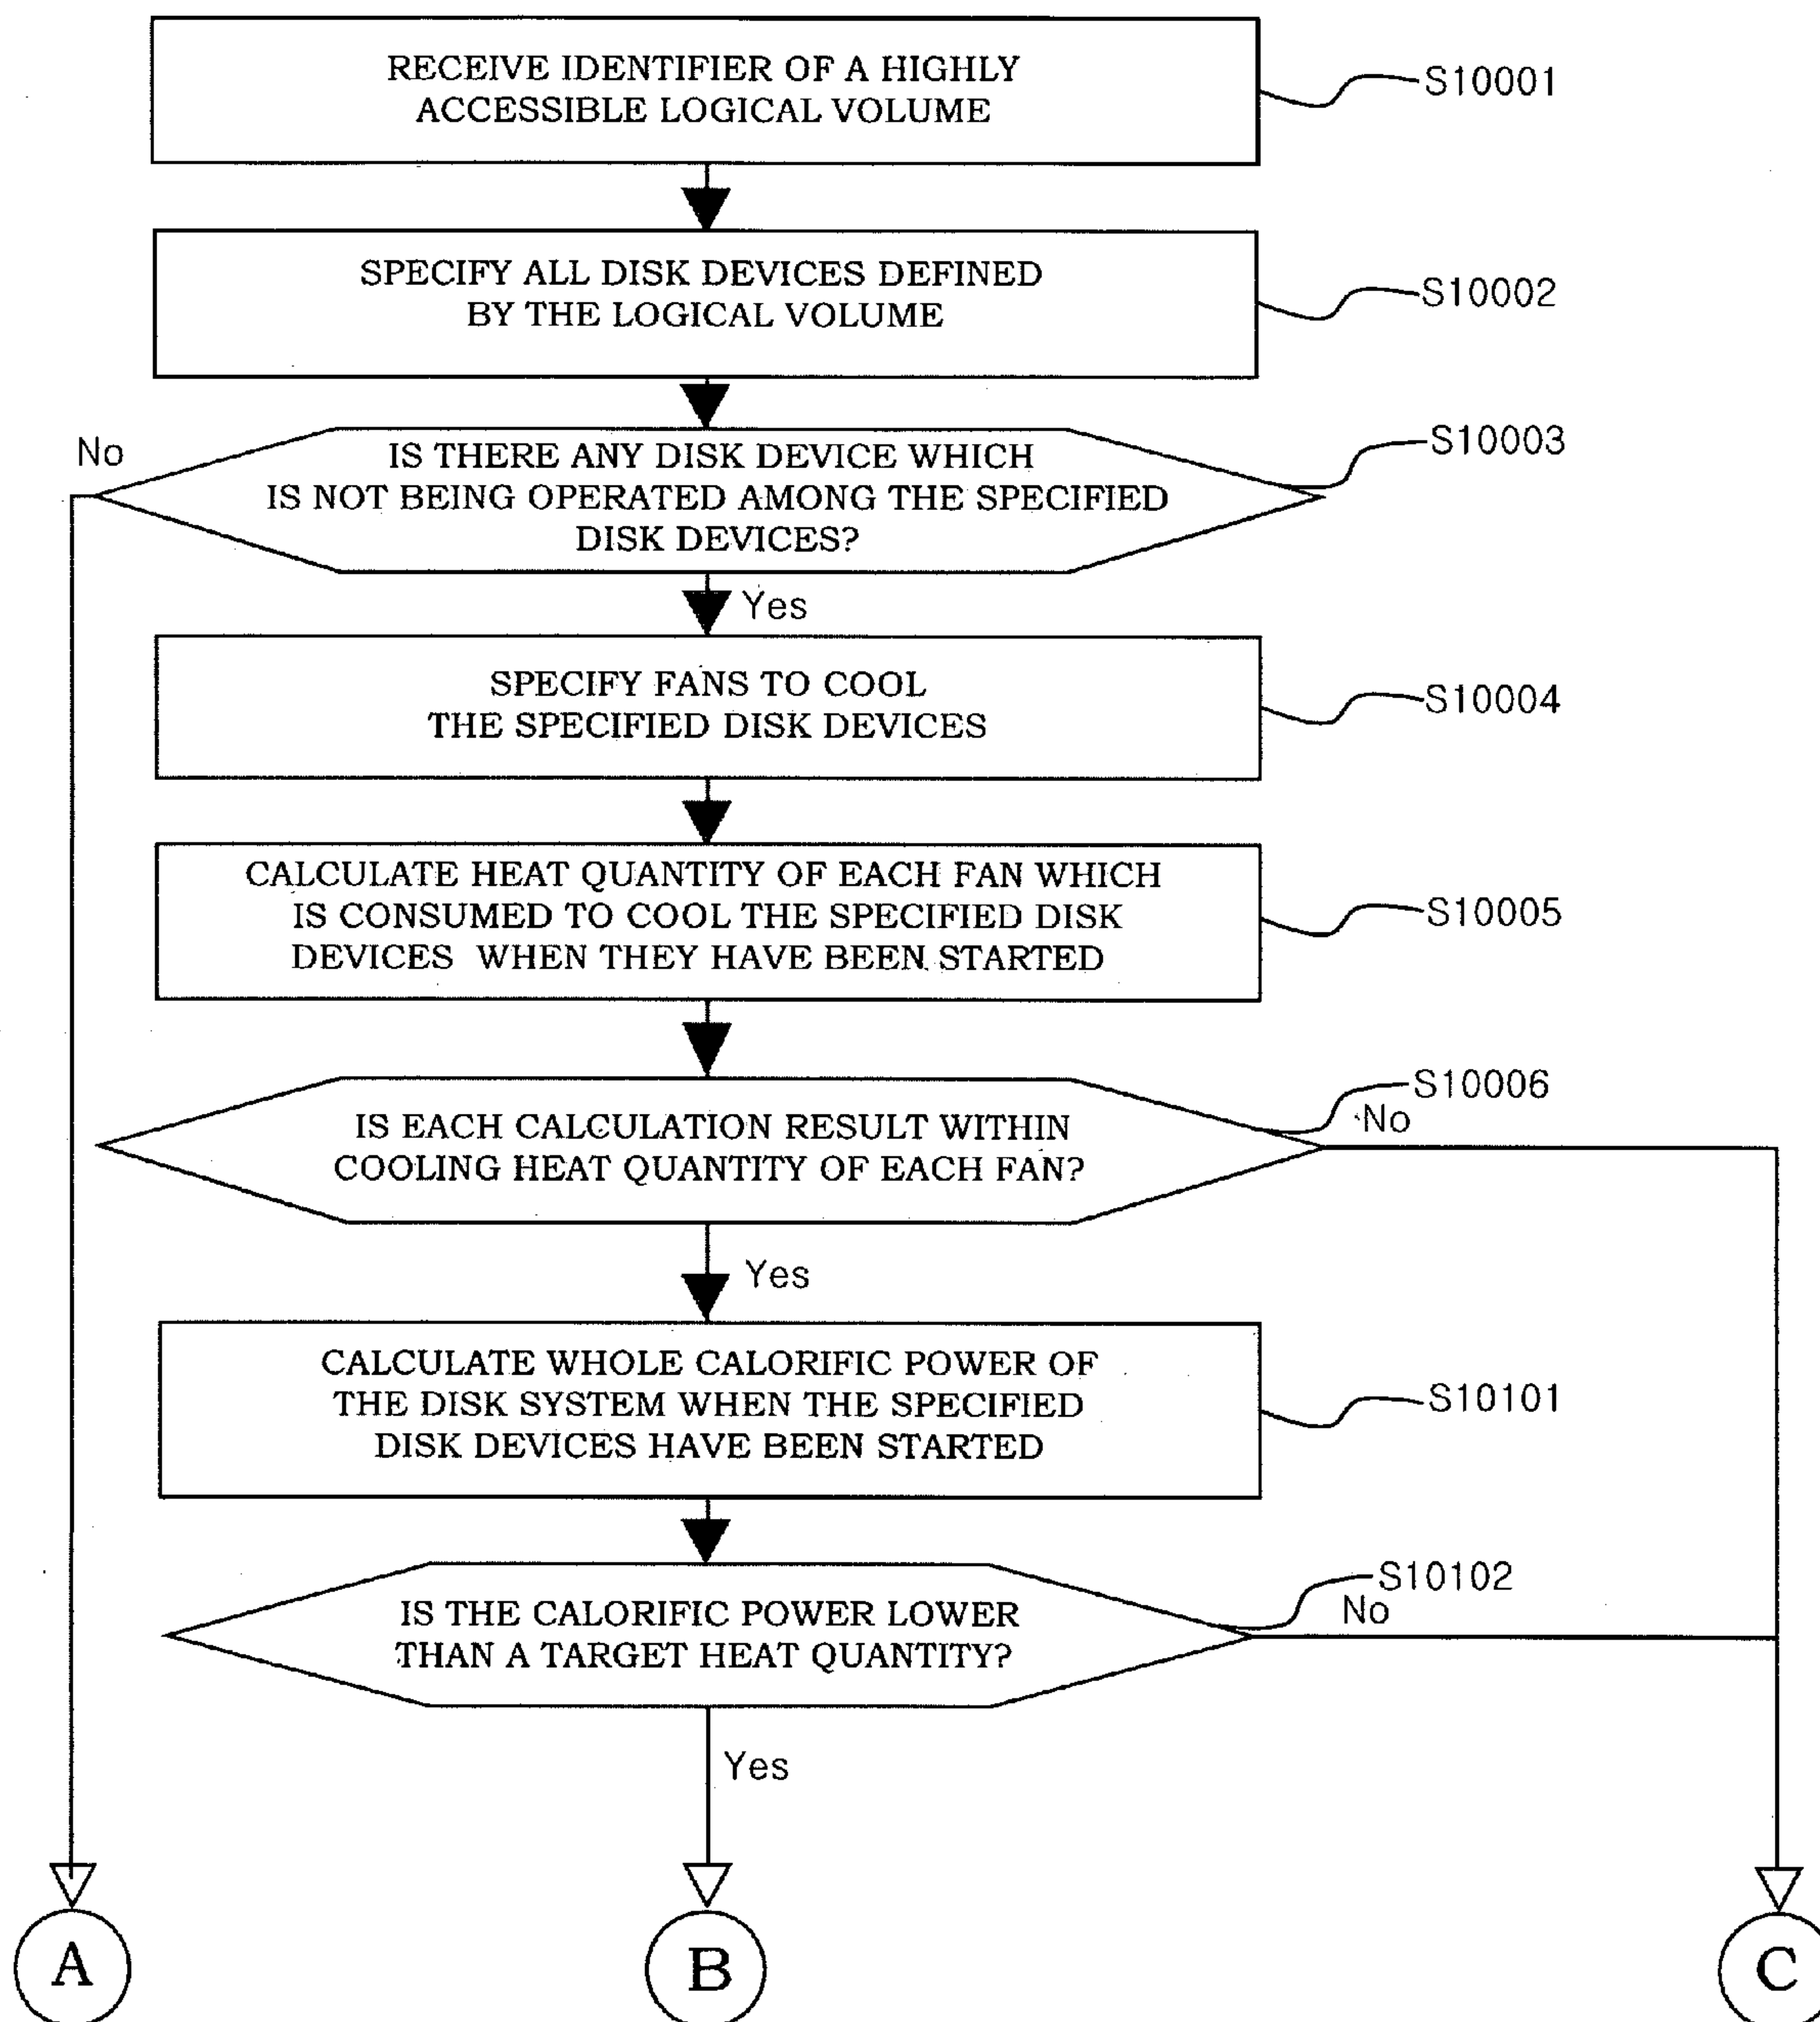 RECEIVE IDENTIFIER OF A HIGHLY
ACCESSIBLE LOGICAL VOLUME
S10001
SPECIFY ALL DISK DEVICES DEFINED
BY THE LOGICAL VOLUME
S10002
No
IS THERE ANY DISK DEVICE WHICH
IS NOT BEING OPERATED AMONG THE SPECIFIED
DISK DEVICES?
S10003
Yes
SPECIFY FANS TO COOL
THE SPECIFIED DISK DEVICES
S10004
CALCULATE HEAT QUANTITY OF EACH FAN WHICH
IS CONSUMED TO COOL THE SPECIFIED DISK
DEVICES WHEN THEY HAVE BEEN STARTED
S10005
IS EACH CALCULATION RESULT WITHIN
COOLING HEAT QUANTITY OF EACH FAN?
S10006
No
Yes
CALCULATE WHOLE CALORIFIC POWER OF
THE DISK SYSTEM WHEN THE SPECIFIED
DISK DEVICES HAVE BEEN STARTED
S10101
IS THE CALORIFIC POWER LOWER
THAN A TARGET HEAT QUANTITY?
S10102
No
Yes
A
B
C